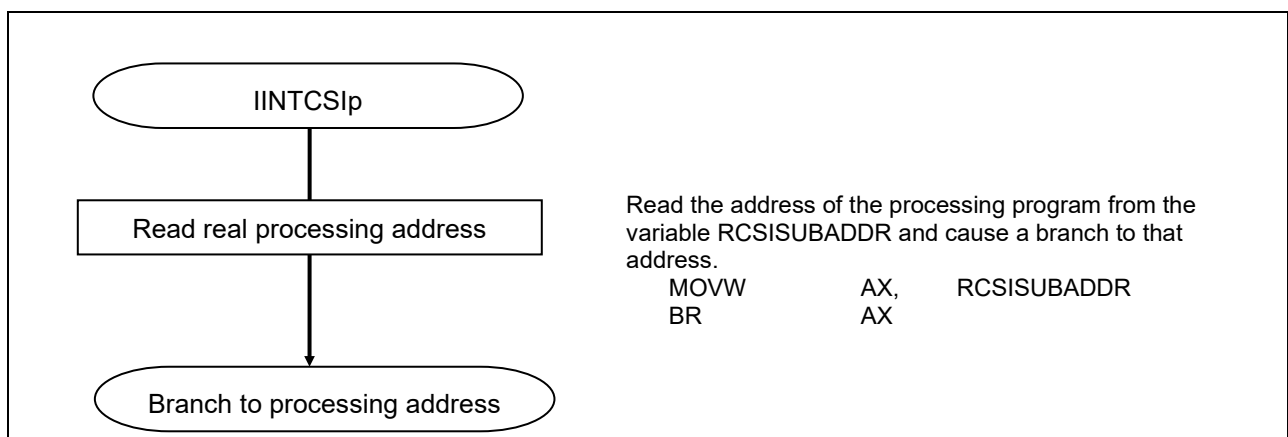 IINTCSIp
Read real processing address
Read the address of the processing program from the
variable RCSISUBADDR and cause a branch to that
address.
MOVW AX, RCSISUBADDR
BR AX
Branch to processing address